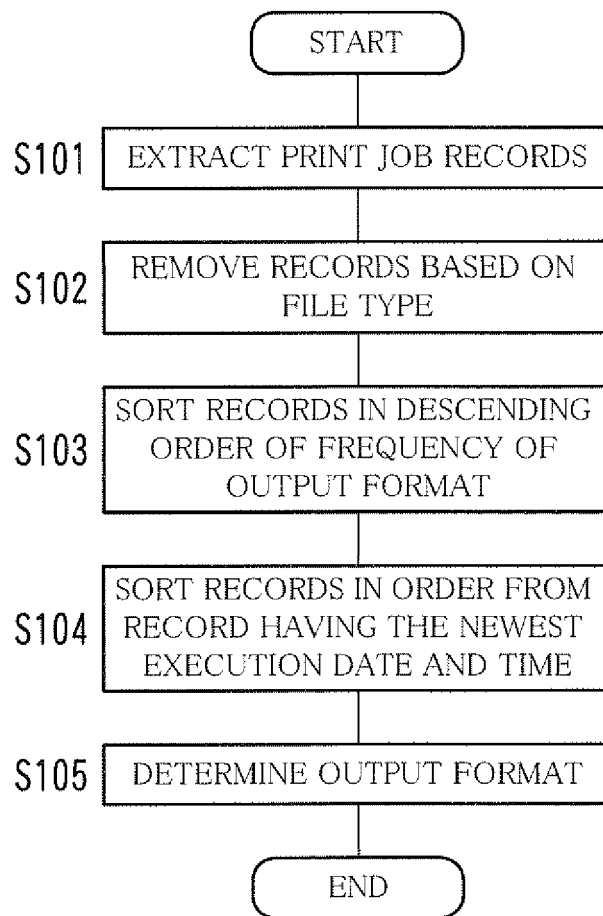 START
S101
EXTRACT PRINT JOB RECORDS
S102
REMOVE RECORDS BASED ON
FILE TYPE
S103
SORT RECORDS IN DESCENDING
ORDER OF FREQUENCY OF
OUTPUT FORMAT
S104
SORT RECORDS IN ORDER FROM
RECORD HAVING THE NEWEST
EXECUTION DATE AND TIME
S105
DETERMINE OUTPUT FORMAT
END